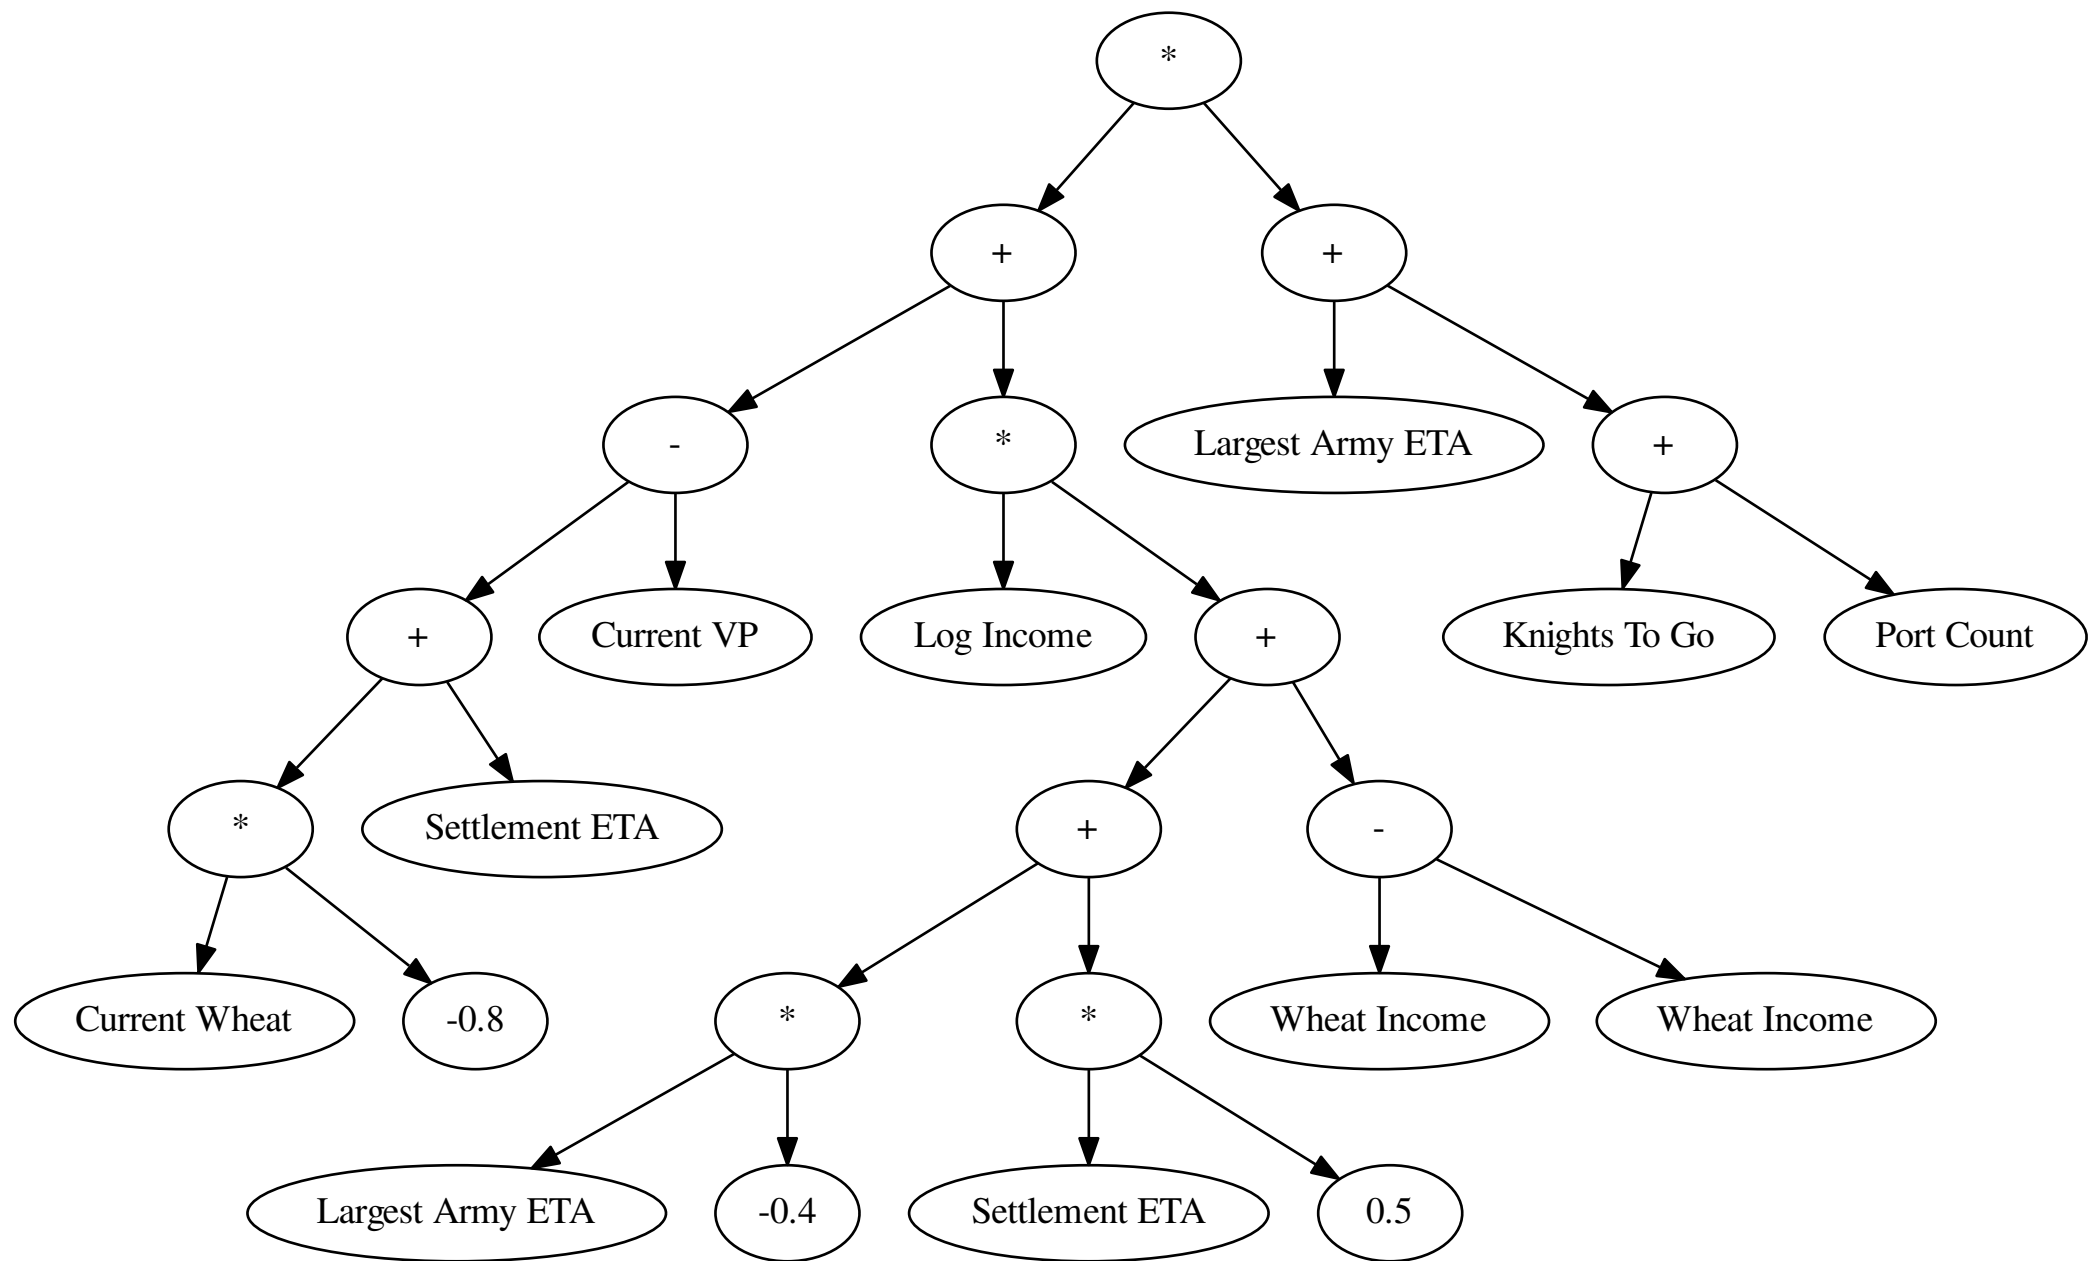 *
+ +
- * Largest Army ETA +
+ Current VP Log Income + Knights To Go Port Count
* Settlement ETA + -
Current Wheat -0.8 * * Wheat Income Wheat Income
Largest Army ETA -0.4 Settlement ETA 0.5